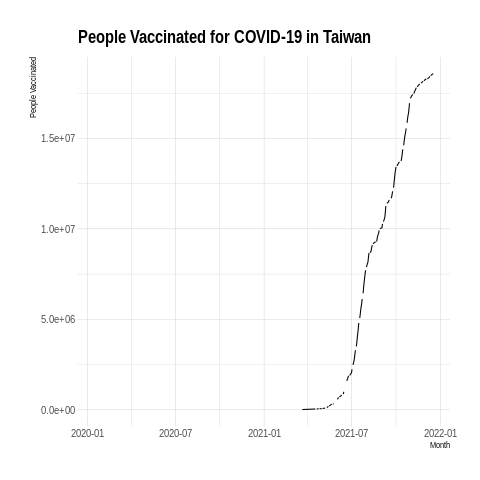 People Vaccinated for COVID-19 in Taiwan
People Vaccinated
1.5e+07
1.0e+07
5.0e+06
0.0e+00
2020-01 2020-07 2021-01 2021-07 2022-01
Month